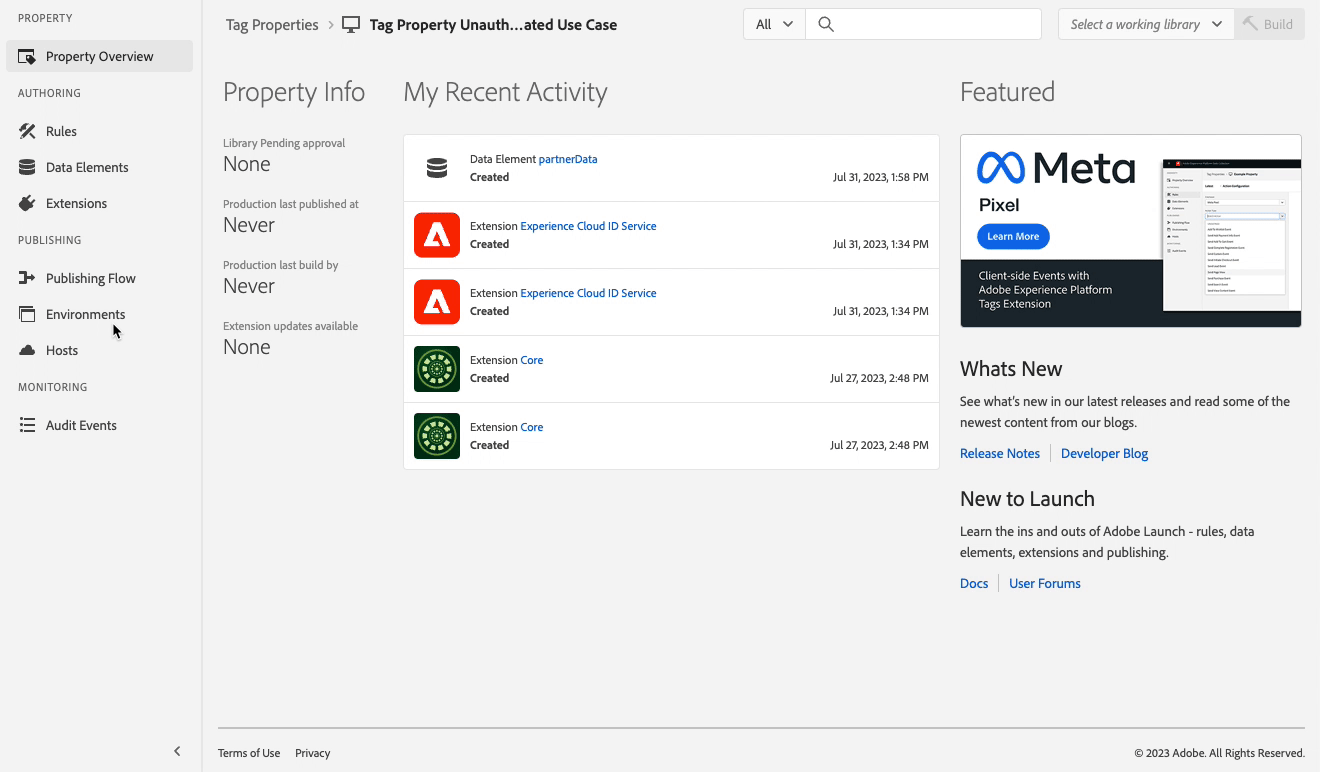 PROPERTY
Property Overview
AUTHORING
Rules
Data Elements
Extensions
PUBLISHING
Publishing Flow
Environments
Hosts
MONITORING
Audit Events
Tag Properties
Tag Property Unauth…ated Use Case
All
Select a working library
Build
Property Info
Library Pending approval
None
Production last published at
Never
Production last build by
Never
Extension updates available
None
My Recent Activity
Data Element partnerData
Created
Jul 31, 2023, 1:58 PM
Extension Experience Cloud ID Service
Created
Jul 31, 2023, 1:34 PM
Extension Experience Cloud ID Service
Created
Jul 31, 2023, 1:34 PM
Extension Core
Created
Jul 27, 2023, 2:48 PM
Extension Core
Created
Jul 27, 2023, 2:48 PM
Featured
Meta
Pixel
Learn More
Client-side Events with
Adobe Experience Platform
Tags Extension
Whats New
See what's new in our latest releases and read some of the
newest content from our blogs.
Release Notes
Developer Blog
New to Launch
Learn the ins and outs of Adobe Launch - rules, data
elements, extensions and publishing.
Docs
User Forums
Terms of Use
Privacy
© 2023 Adobe. All Rights Reserved.